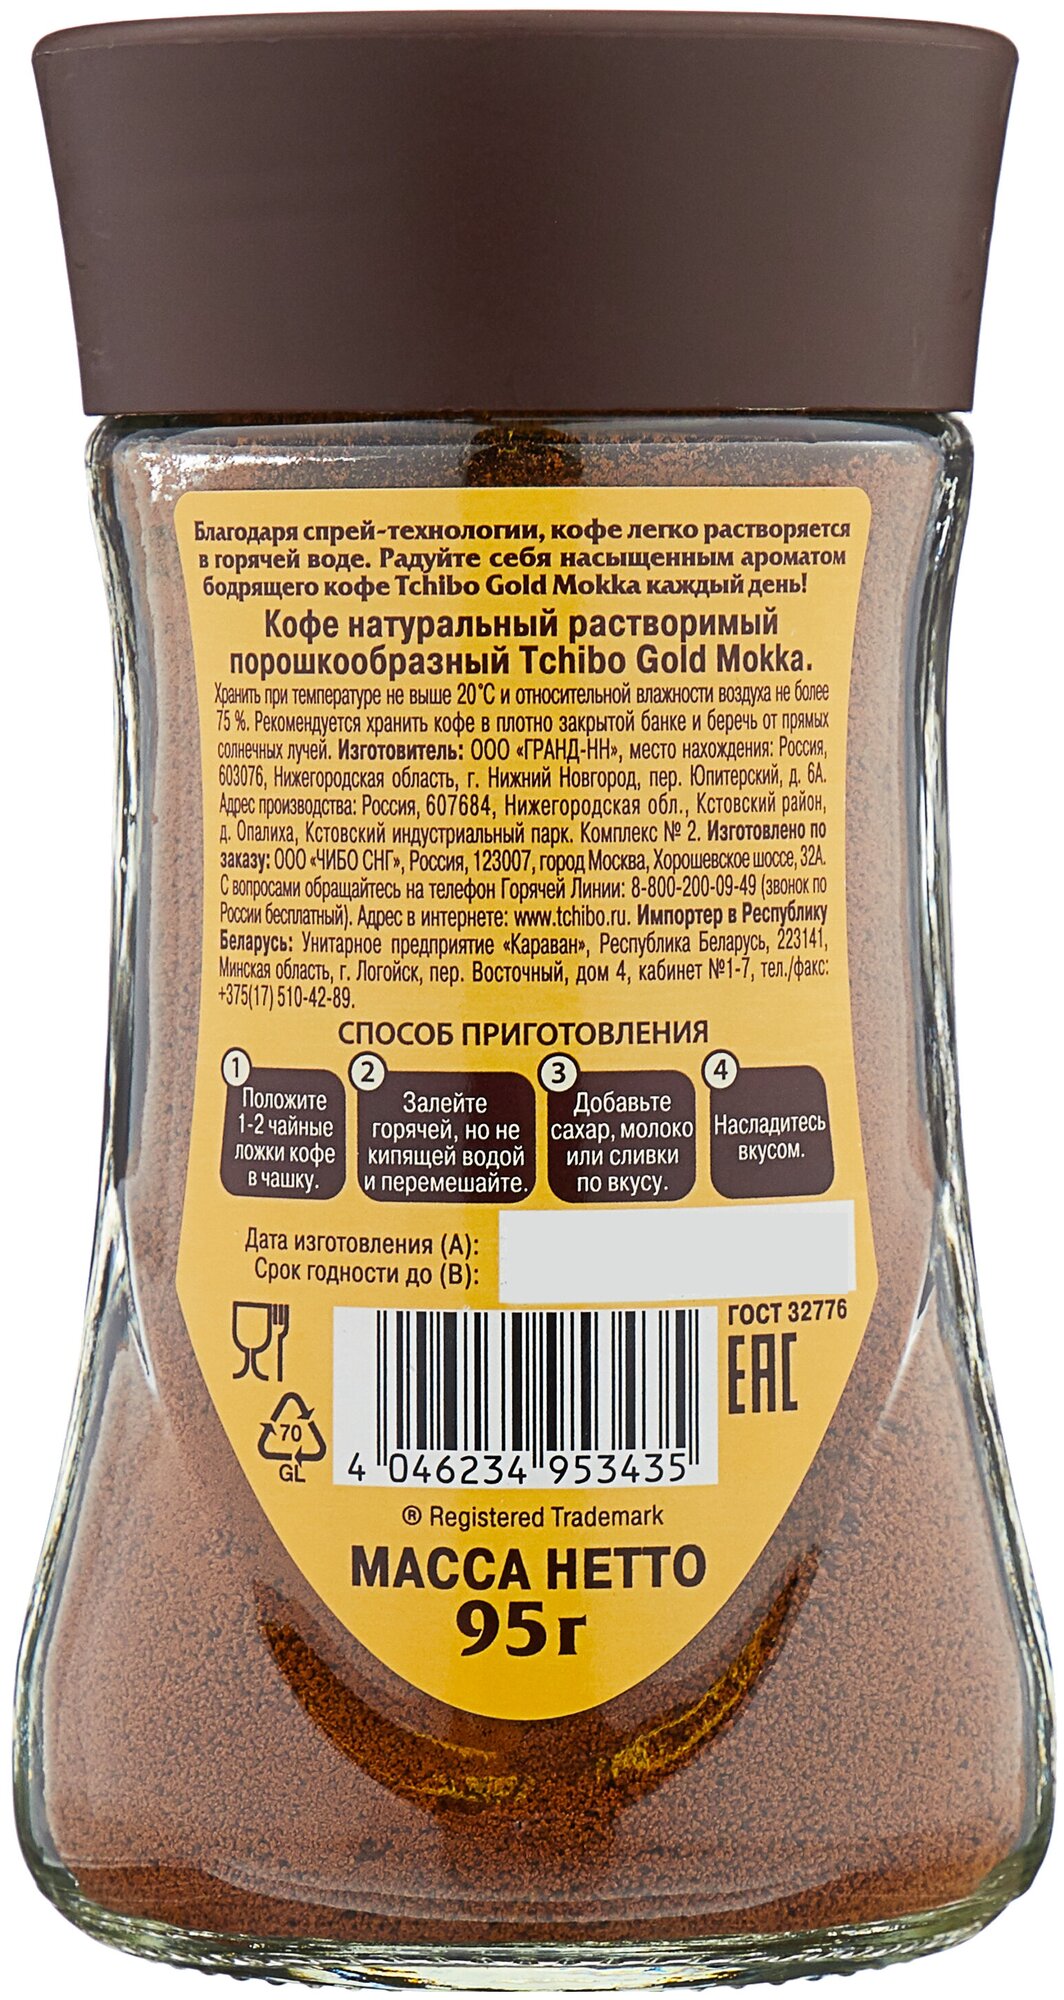 Благодаря спрей-технологии, кофе легко растворяется
в горячей воде. Радуйте себя насыщенным ароматом
бодрящего кофе Tchibo Gold Mokka каждый день!
Кофе натуральный растворимый
порошкообразный Tchibo Gold Mokka.
Хранить при температуре не выше 20°С и относительной влажности воздуха не более
75 %. Рекомендуется хранить кофе в плотно закрытой банке и беречь от прямых
солнечных лучей. Изготовитель: ООО «ГРАНД-НН», место нахождения: Россия,
603076, Нижегородская область, г. Нижний Новгород, пер. Юпитерский, д. 6А.
Адрес производства: Россия, 607684, Нижегородская обл., Кстовский район,
д. Опалиха, Кстовский индустриальный парк. Комплекс № 2. Изготовлено по
заказу: ООО «ЧИБО СНГ», Россия, 123007, город Москва, Хорошевское шоссе, 32А.
С вопросами обращайтесь на телефон Горячей Линии: 8-800-200-09-49 (звонок по
России бесплатный). Адрес в интернете: www.tchibo.ru. Импортер в Республику
Беларусь: Унитарное предприятие «Караван», Республика Беларусь, 223141,
Минская область, г. Логойск, пер. Восточный, дом 4, кабинет №1-7, тел./факс:
+375(17) 510-42-89.
СПОСОБ ПРИГОТОВЛЕНИЯ
1
Положите
1-2 чайные
ложки кофе
в чашку.
2
Залейте
горячей, но не
кипящей водой
и перемешайте.
3
Добавьте
сахар, молоко
или сливки
по вкусу.
4
Насладитесь
вкусом.
Дата изготовления (А):
Срок годности до (В):
ГОСТ 32776
EAC
70
GL
4 046234 953435
® Registered Trademark
МАССА НЕТТО
95г